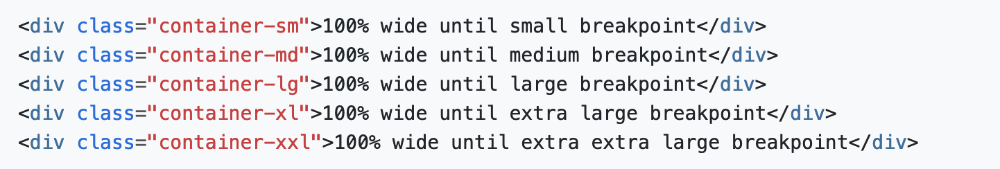 <div class="container-sm">100% wide until small breakpoint</div>
<div class="container-md">100% wide until medium breakpoint</div>
<div class="container-lg">100% wide until large breakpoint</div>
<div class="container-xl">100% wide until extra large breakpoint</div>
<div class="container-xxl">100% wide until extra extra large breakpoint</div>